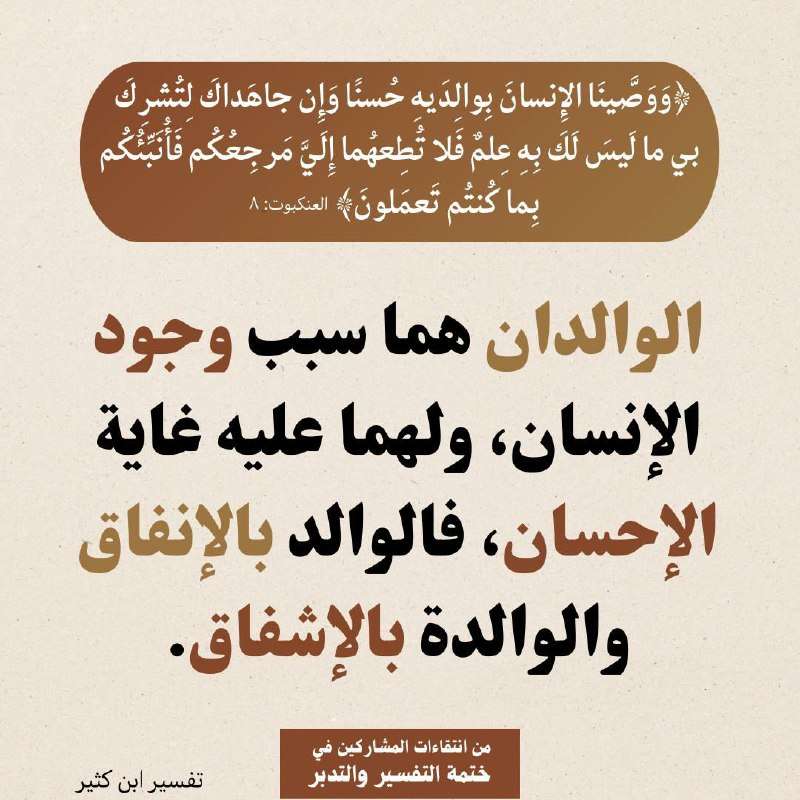 ﴿وَوَصَّينَا الإِنسانَ بِوالِدَيهِ حُسنًا وَإِن جاهَداكَ لِتُشرِكَ
بي ما لَيسَ لَكَ بِهِ عِلمٌ فَلا تُطِعهُما إِلَيَّ مَرجِعُكُم فَأُنَبِّئُكُم
بِما كُنتُم تَعمَلونَ﴾ العنكبوت: ٨
الوالدان هما سبب وجود
الإنسان، ولهما عليه غاية
الإحسان، فالوالد بالإنفاق
والوالدة بالإشفاق.
من انتقاءات المشاركين في
ختمة التفسير والتدبر
تفسير ابن كثير